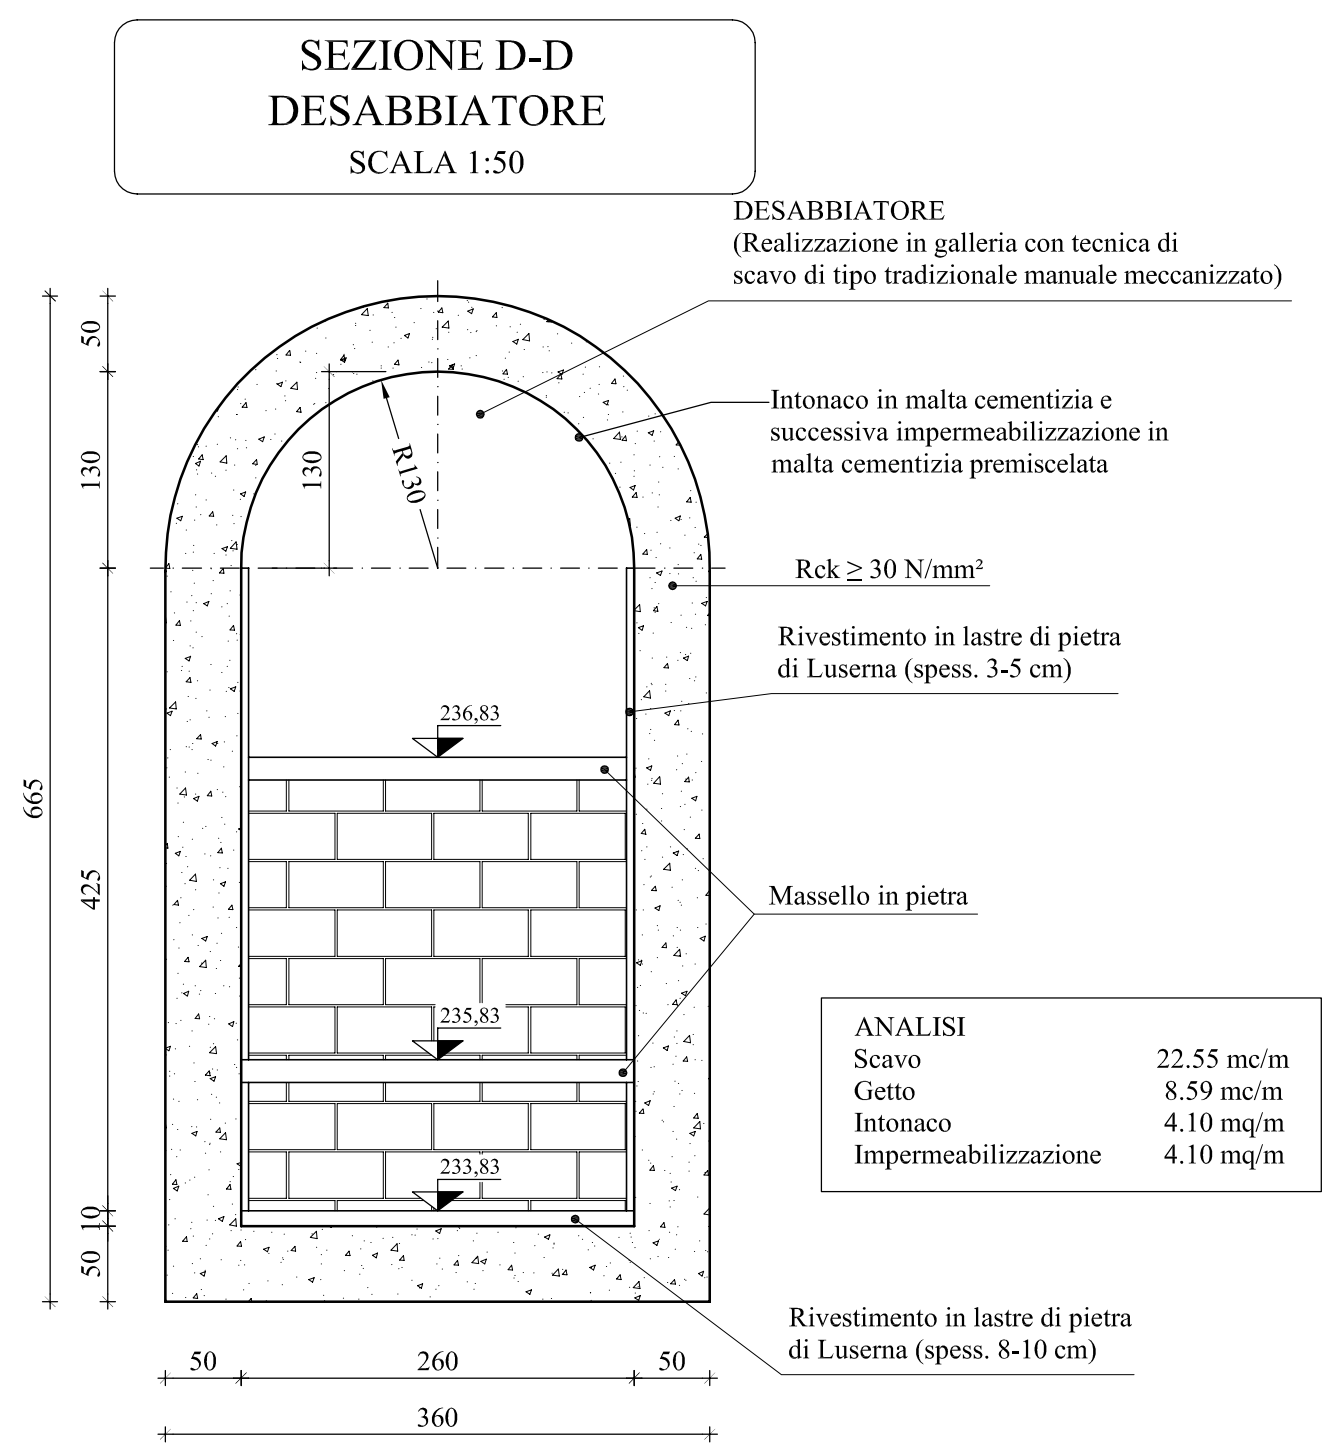 SEZIONE D-D
DESABBIATORE
SCALA 1:50
DESABBIATORE
(Realizzazione in galleria con tecnica di
scavo di tipo tradizionale manuale meccanizzato)
Intonaco in malta cementizia e
successiva impermeabilizzazione in
malta cementizia premiscelata
Rck ≥ 30 N/mm²
Rivestimento in lastre di pietra
di Luserna (spess. 3-5 cm)
Massello in pietra
ANALISI
Scavo 22.55 mc/m
Getto 8.59 mc/m
Intonaco 4.10 mq/m
Impermeabilizzazione 4.10 mq/m
Rivestimento in lastre di pietra
di Luserna (spess. 8-10 cm)
50
130
130
R130
665
425
236,83
235,83
233,83
10
50
50 260 50
360